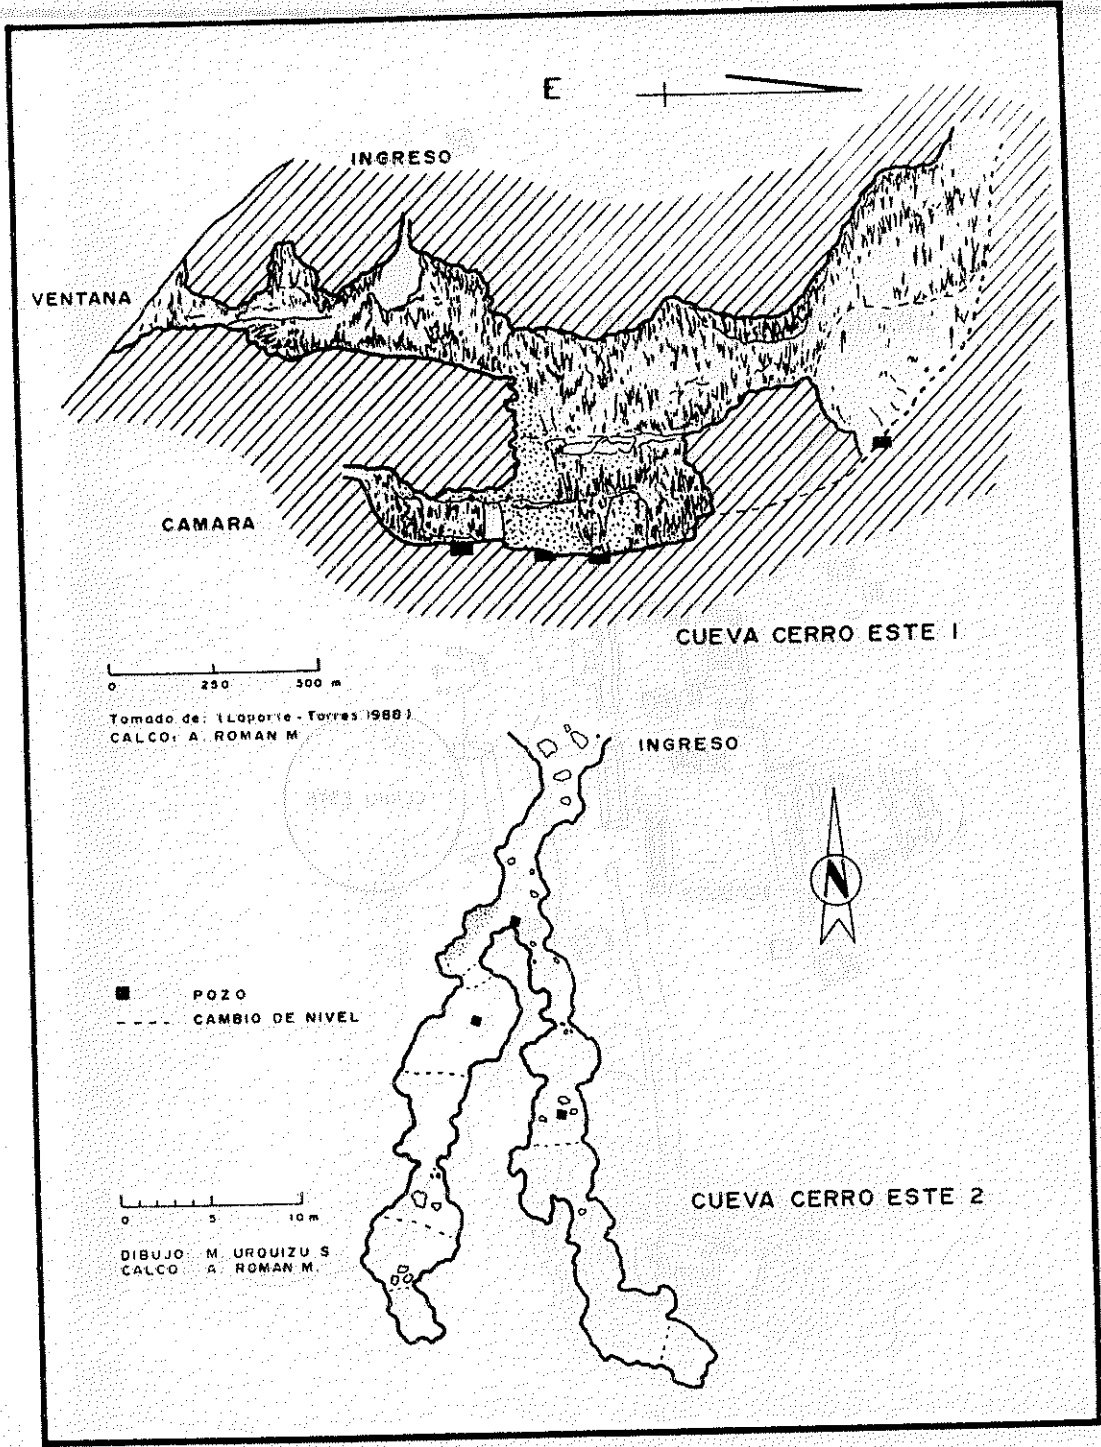 E
INGRESO
VENTANA
CAMARA
CUEVA CERRO ESTE I
0 250 500 m
Tomado de: (Laporte - Torres 1988)
CALCO: A. ROMAN M
INGRESO
N
POZO
CAMBIO DE NIVEL
0 5 10 m
CUEVA CERRO ESTE 2
DIBUJO: M. URQUIZU S
CALCO: A. ROMAN M.